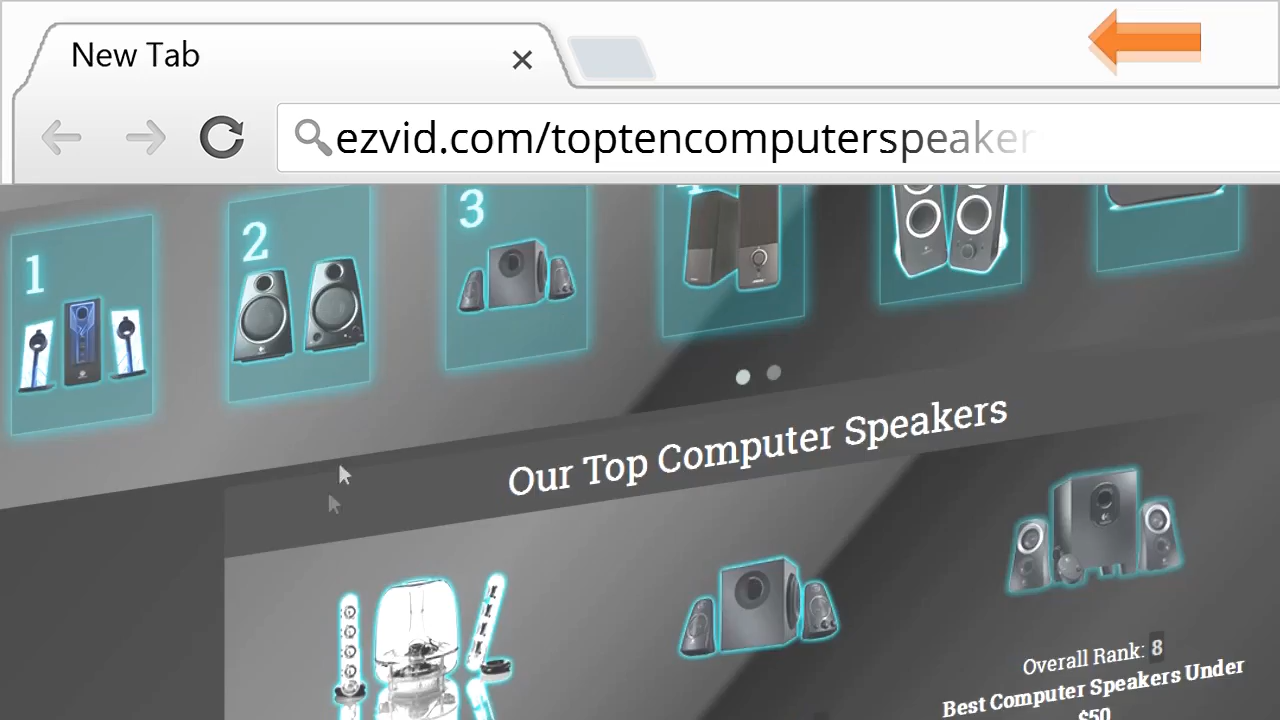 New Tab
ezvid.com/toptencomputerspeaker
1
2
3
4
Our Top Computer Speakers
Overall Rank: 8
Best Computer Speakers Under
$50